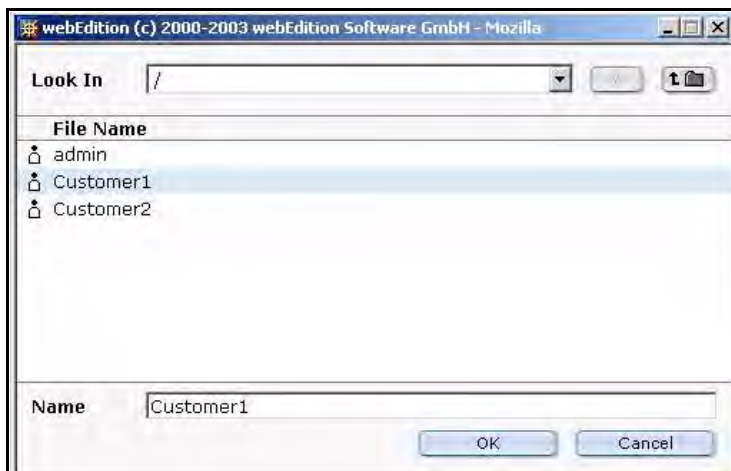 webEdition (c) 2000-2003 webEdition Software GmbH - Mozilla
Look In /
File Name
admin
Customer1
Customer2
Name Customer1
OK Cancel